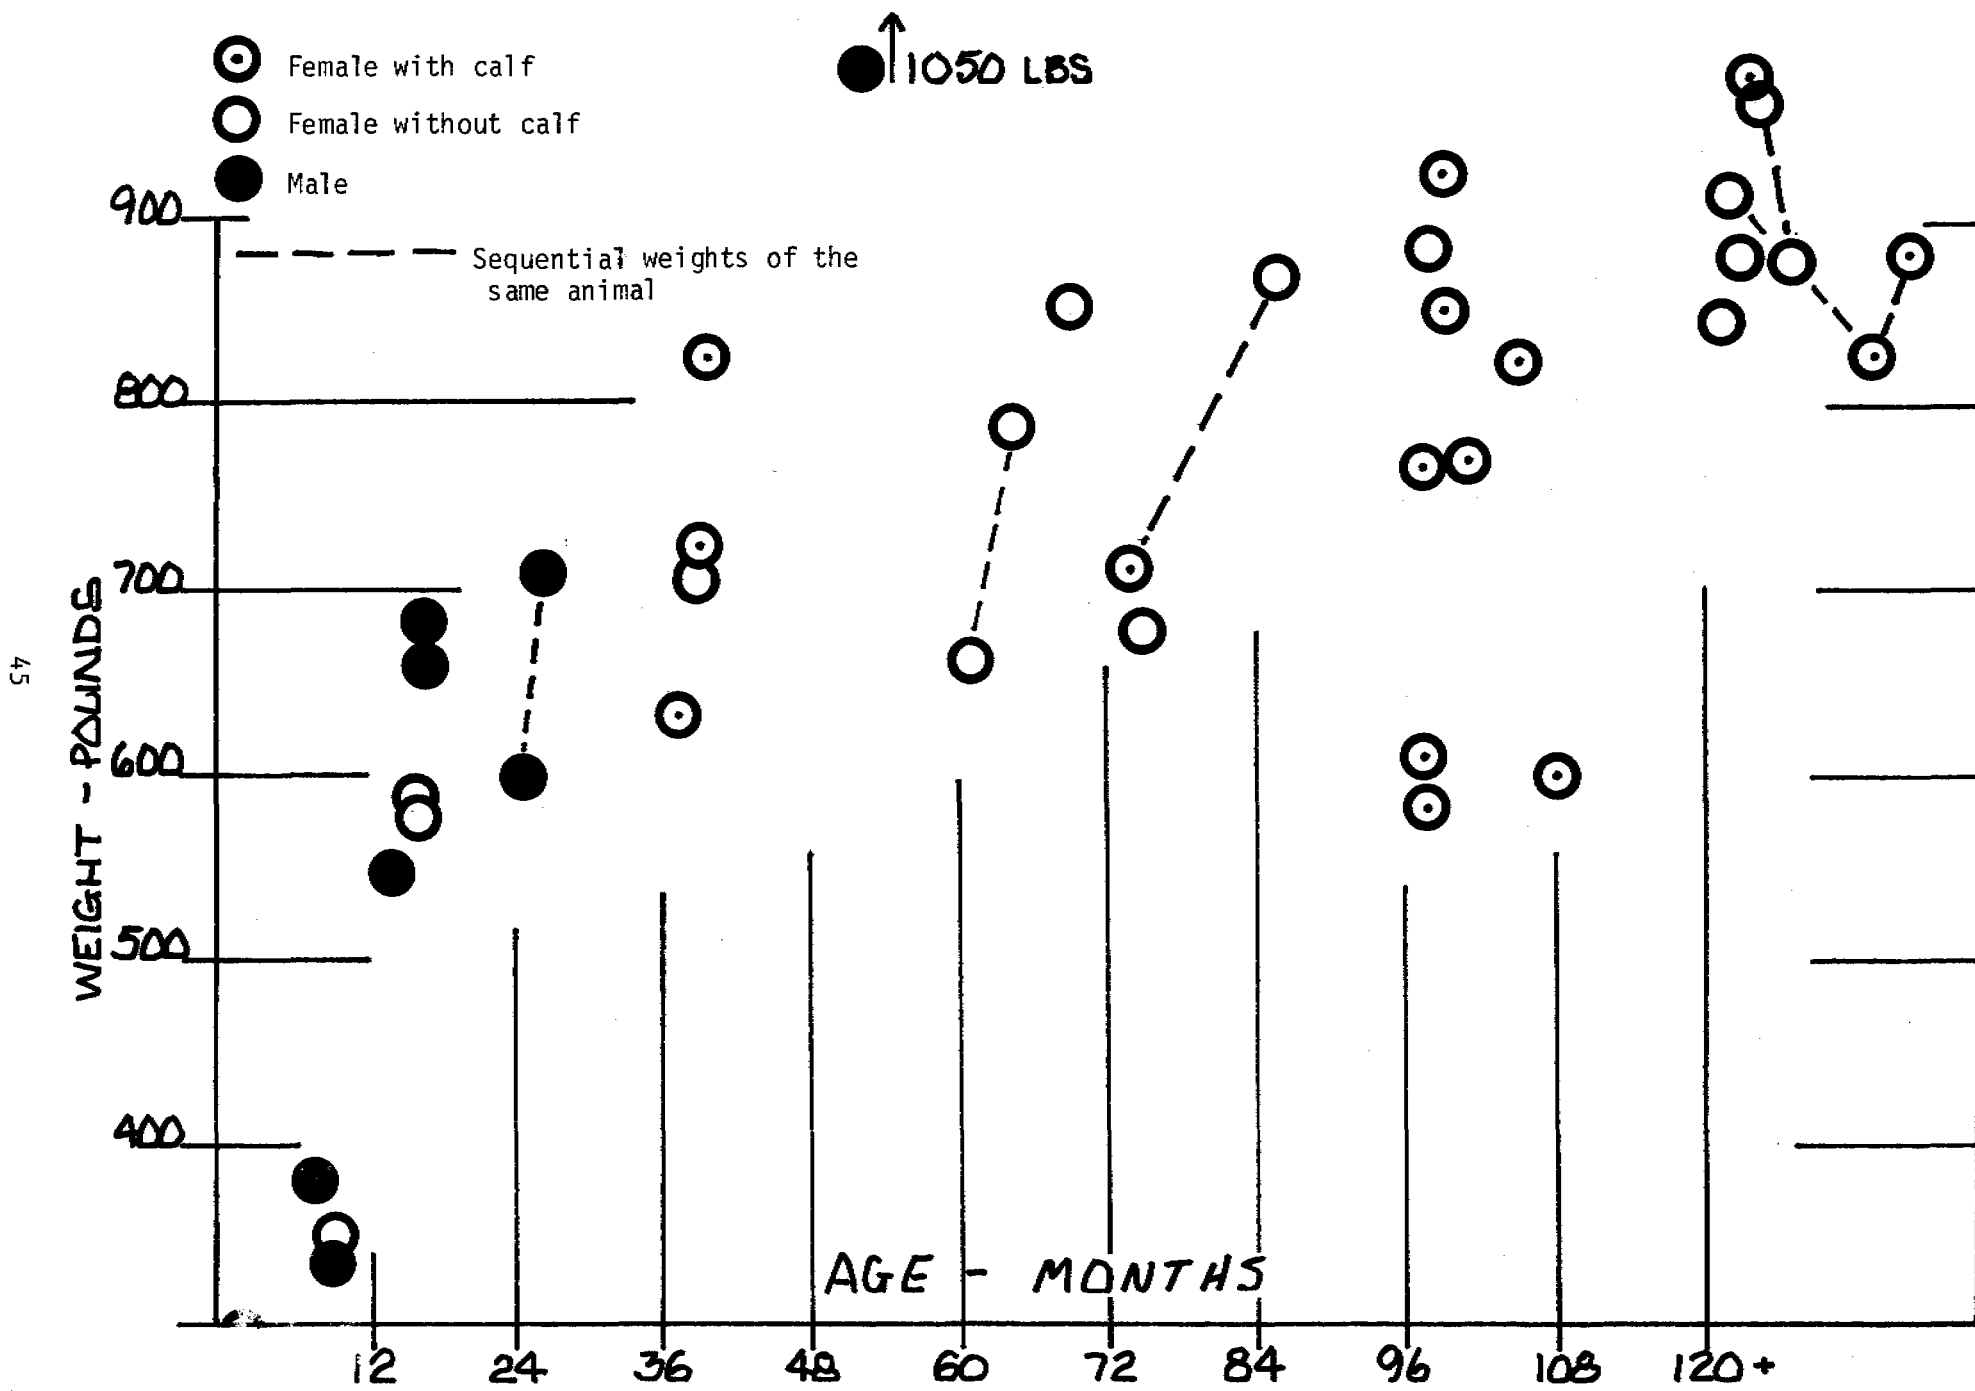 Female with calf
1050 LBS
Female without calf
Male
900
Sequential weights of the
same animal
800
700
WEIGHT - POUNDS
45
600
500
400
AGE - MONTHS
12 24 36 48 60 72 84 96 108 120+